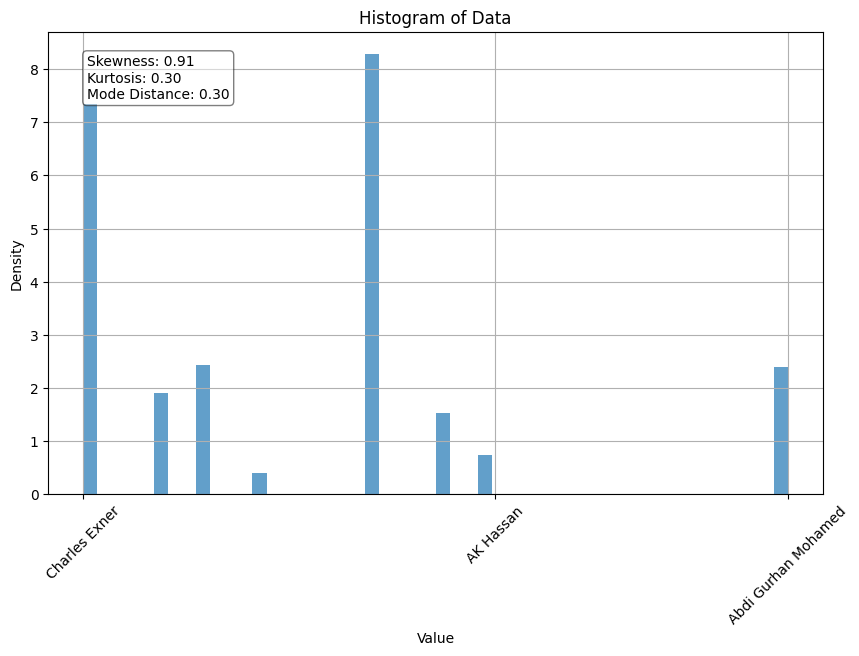 Histogram of Data
Skewness: 0.91
Kurtosis: 0.30
Mode Distance: 0.30
8
7
6
5
4
3
2
1
0
Density
Charles Exner
AK Hassan
Abdi Gurhan Mohamed
Value